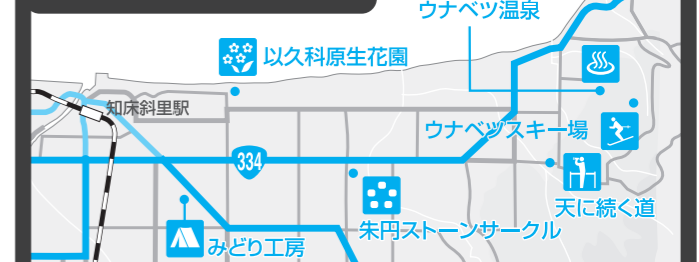 ウナベツ温泉
以久科原生花園
知床斜里駅
ウナベツスキー場
334
天に続く道
朱円ストーンサークル
みどり工房